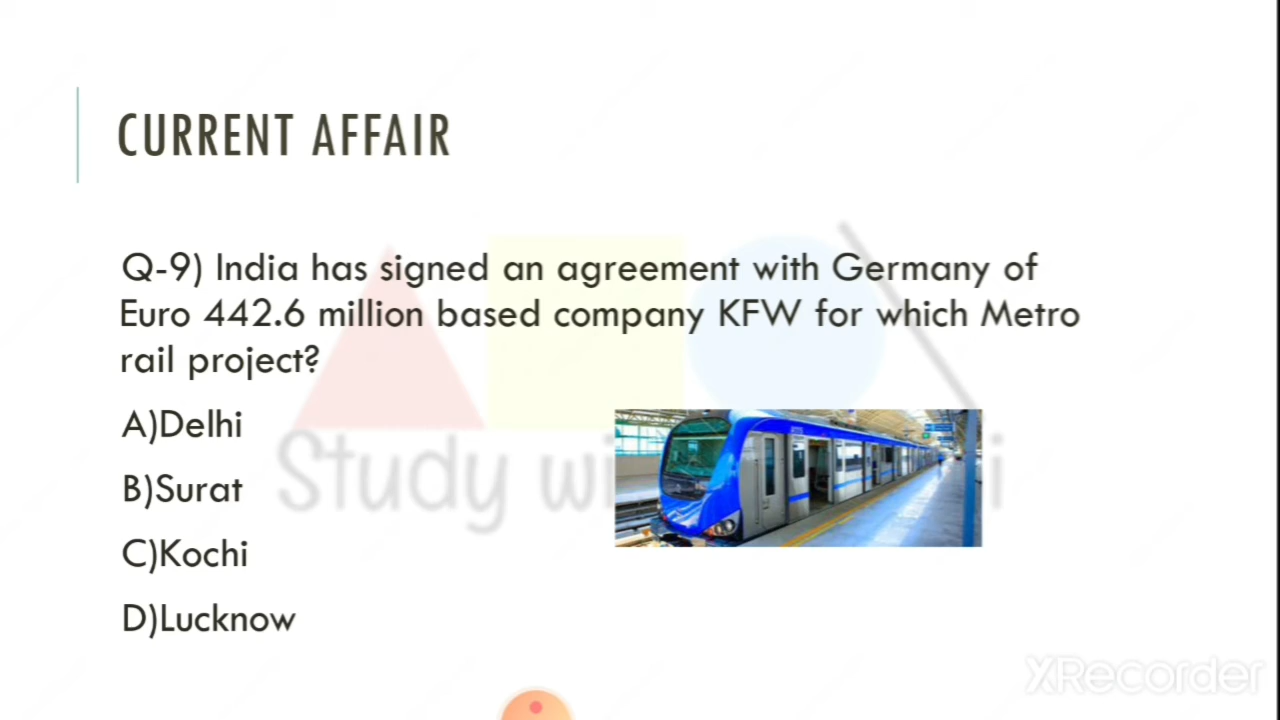 CURRENT AFFAIR
Q-9) India has signed an agreement with Germany of
Euro 442.6 million based company KFW for which Metro
rail project?
A)Delhi
B)Surat
C)Kochi
D)Lucknow
Study
XRecorder